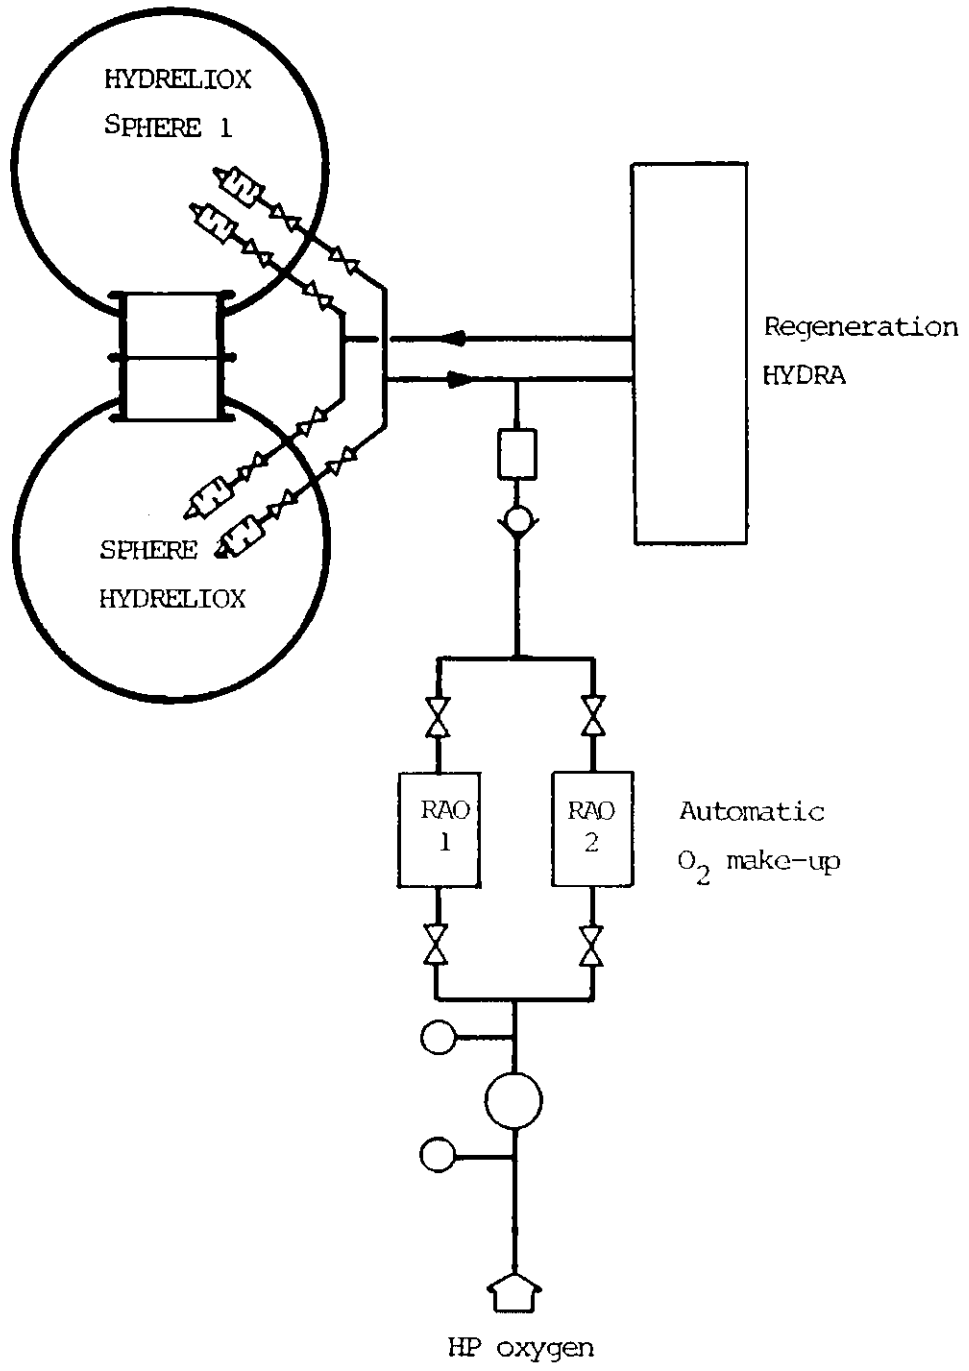 HYDRELIOX
SPHERE 1
Regeneration
HYDRA
SPHERE
HYDRELIOX
RAO
1
RAO
2
Automatic
O₂ make-up
HP oxygen